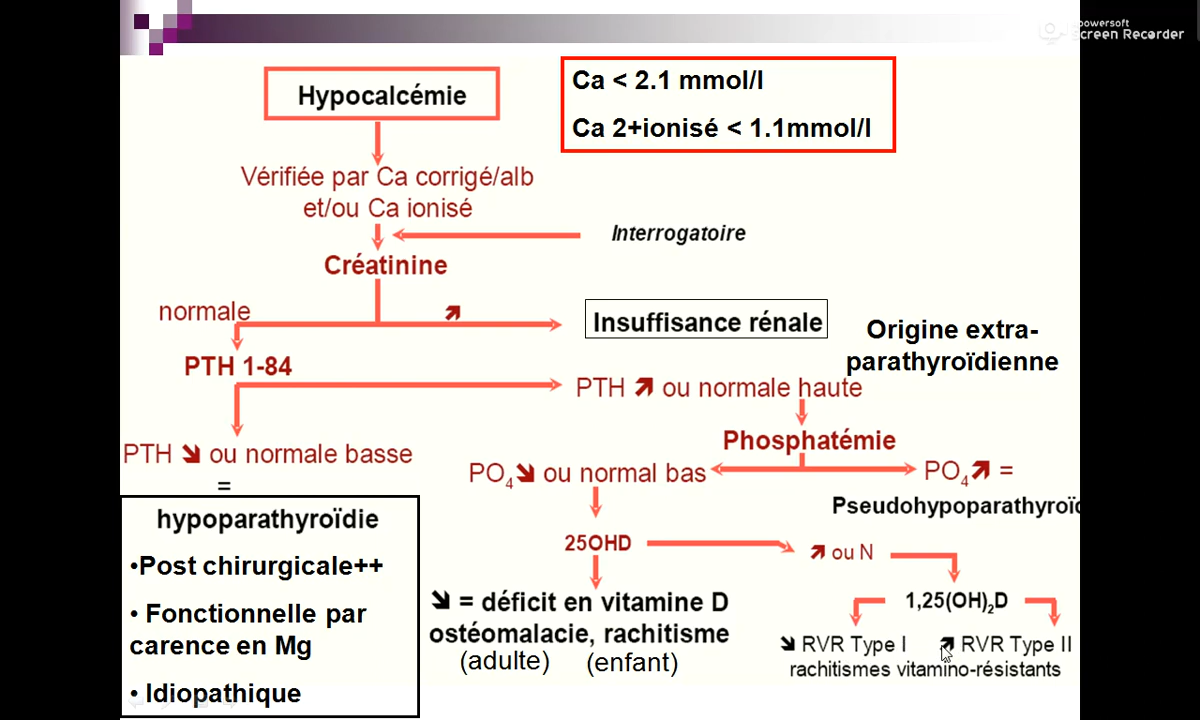 powersoft
Screen Recorder
Hypocalcémie
Ca < 2.1 mmol/l
Ca 2+ionisé < 1.1mmol/l
Vérifiée par Ca corrigé/alb
et/ou Ca ionisé
Interrogatoire
Créatinine
normale
Insuffisance rénale
Origine extra-
parathyroïdienne
PTH 1-84
PTH ↗ ou normale haute
Phosphatémie
PTH ↘ ou normale basse
=
PO₄↘ ou normal bas
PO₄↗ =
Pseudohypoparathyroïd
hypoparathyroïdie
•Post chirurgicale++
• Fonctionnelle par
carence en Mg
• Idiopathique
25OHD
↗ ou N
↘ = déficit en vitamine D
ostéomalacie, rachitisme
(adulte) (enfant)
1,25(OH)₂D
↘ RVR Type I ↗ RVR Type II
rachitismes vitamino-résistants